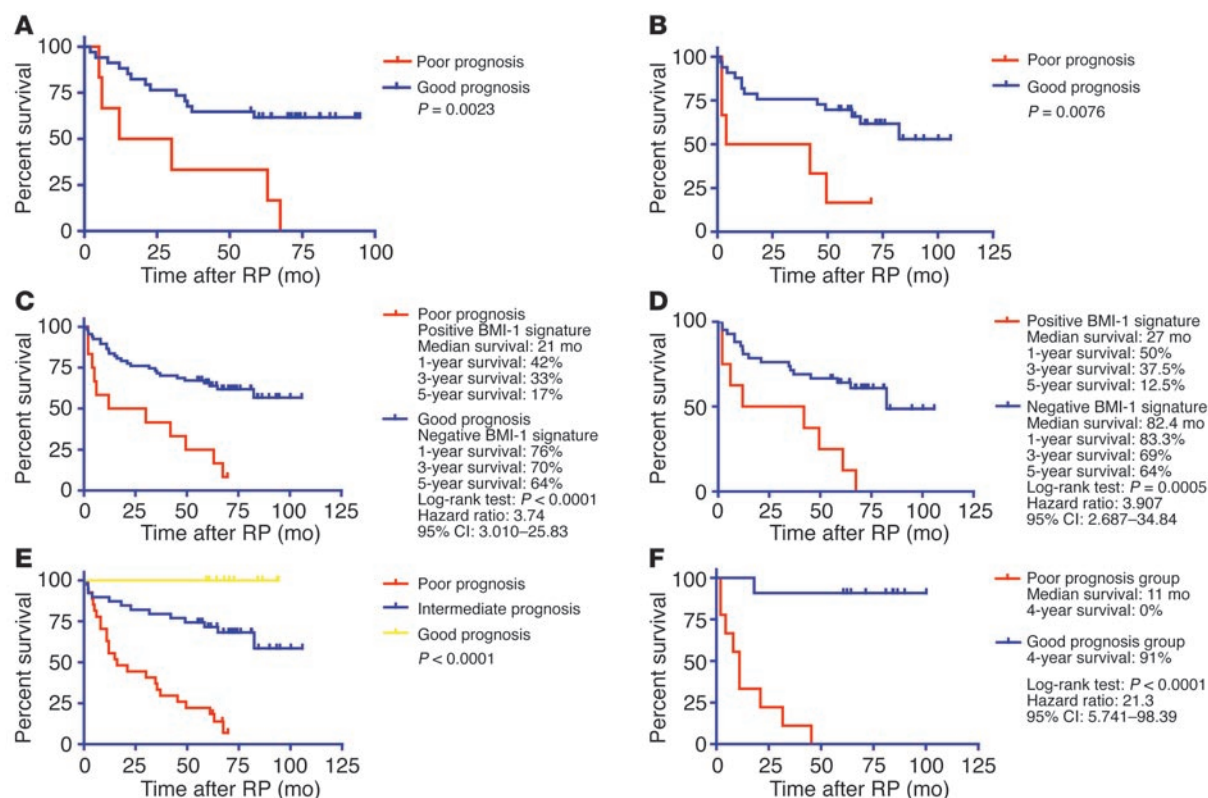 A
100
75
50
25
0
Percent survival
0 25 50 75 100
Time after RP (mo)
Poor prognosis
Good prognosis
P = 0.0023
B
100
75
50
25
0
Percent survival
0 25 50 75 100 125
Time after RP (mo)
Poor prognosis
Good prognosis
P = 0.0076
C
100
75
50
25
0
Percent survival
0 25 50 75 100 125
Time after RP (mo)
Poor prognosis
Positive BMI-1 signature
Median survival: 21 mo
1-year survival: 42%
3-year survival: 33%
5-year survival: 17%
Good prognosis
Negative BMI-1 signature
1-year survival: 76%
3-year survival: 70%
5-year survival: 64%
Log-rank test: P < 0.0001
Hazard ratio: 3.74
95% CI: 3.010–25.83
D
100
75
50
25
0
Percent survival
0 25 50 75 100 125
Time after RP (mo)
Positive BMI-1 signature
Median survival: 27 mo
1-year survival: 50%
3-year survival: 37.5%
5-year survival: 12.5%
Negative BMI-1 signature
Median survival: 82.4 mo
1-year survival: 83.3%
3-year survival: 69%
5-year survival: 64%
Log-rank test: P = 0.0005
Hazard ratio: 3.907
95% CI: 2.687–34.84
E
100
75
50
25
0
Percent survival
0 25 50 75 100 125
Time after RP (mo)
Poor prognosis
Intermediate prognosis
Good prognosis
P < 0.0001
F
100
75
50
25
0
Percent survival
0 25 50 75 100 125
Time after RP (mo)
Poor prognosis group
Median survival: 11 mo
4-year survival: 0%
Good prognosis group
4-year survival: 91%
Log-rank test: P < 0.0001
Hazard ratio: 21.3
95% CI: 5.741–98.39